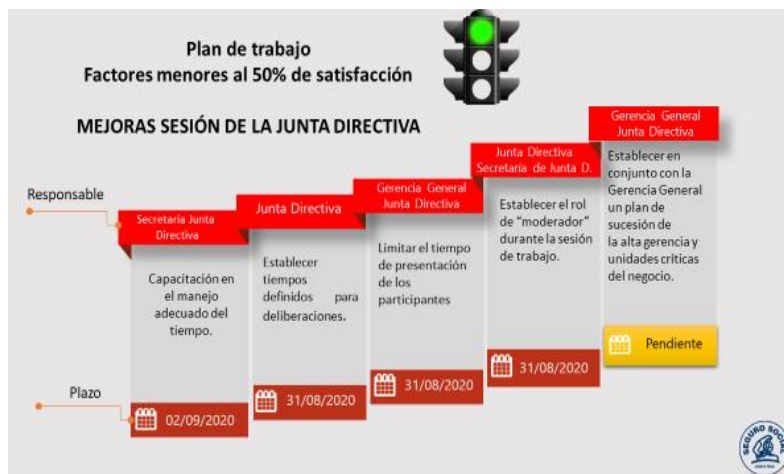 Plan de trabajo
Factores menores al 50% de satisfacción
MEJORAS SESIÓN DE LA JUNTA DIRECTIVA
Responsable
Secretaría Junta
Directiva
Capacitación en
el manejo
adecuado del
tiempo.
02/09/2020
Junta Directiva
Establecer
tiempos
definidos para
deliberaciones.
31/08/2020
Gerencia General
Junta Directiva
Limitar el tiempo
de presentación
de los
participantes
31/08/2020
Junta Directiva
Secretaría de Junta D.
Establecer el rol
de “moderador”
durante la sesión
de trabajo.
31/08/2020
Gerencia General
Junta Directiva
Establecer en
conjunto con la
Gerencia General
un plan de
sucesión de
la alta gerencia y
unidades críticas
del negocio.
Pendiente
Plazo
SEGURO SOCIAL